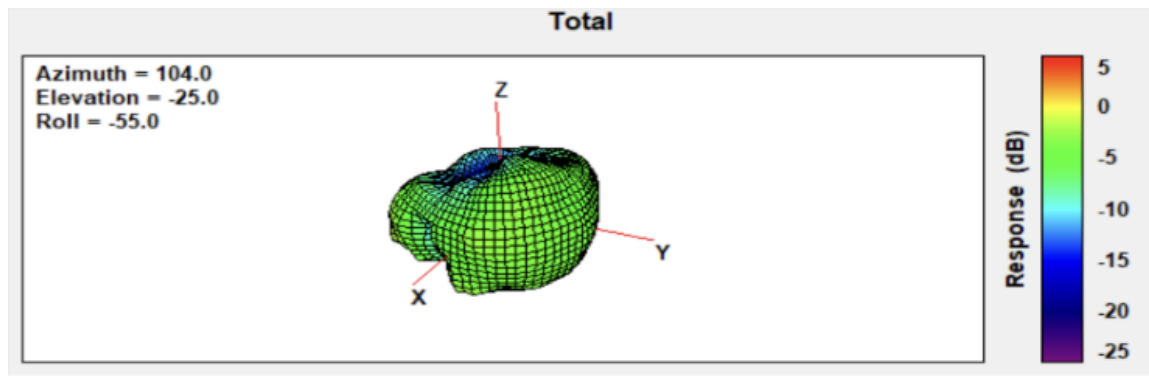 Total
Azimuth = 104.0
Elevation = -25.0
Roll = -55.0
Z
Y
X
Response (dB)
5
0
-5
-10
-15
-20
-25